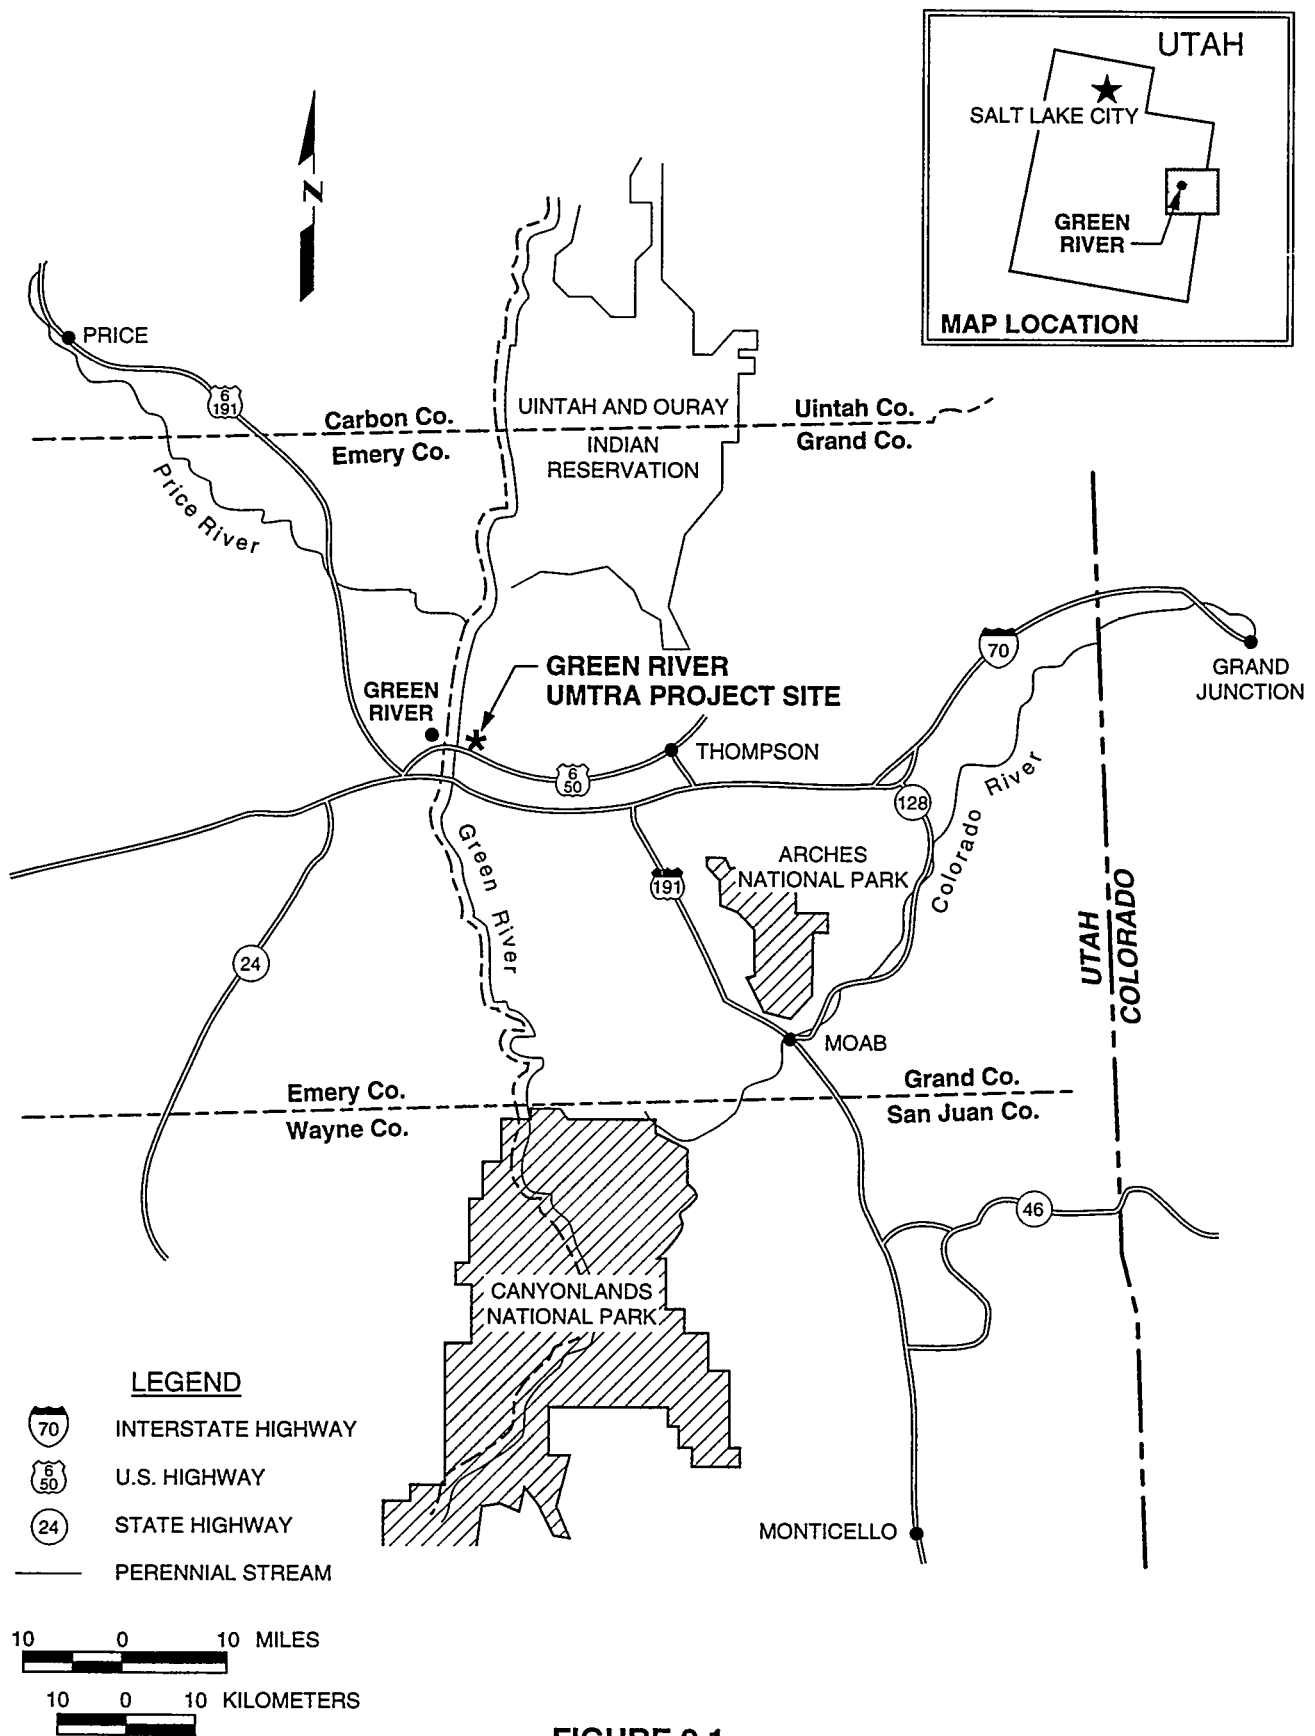 UTAH
SALT LAKE CITY
GREEN
RIVER
MAP LOCATION
N
PRICE
6
191
Carbon Co.
Emery Co.
UINTAH AND OURAY
INDIAN
RESERVATION
Uintah Co.
Grand Co.
Price River
GREEN RIVER
UMTRA PROJECT SITE
GREEN
RIVER
70
GRAND
JUNCTION
THOMPSON
6
50
128
Colorado River
Green River
191
ARCHES
NATIONAL PARK
24
UTAH
COLORADO
MOAB
Emery Co.
Wayne Co.
Grand Co.
San Juan Co.
46
CANYONLANDS
NATIONAL PARK
MONTICELLO
LEGEND
70 INTERSTATE HIGHWAY
6
50 U.S. HIGHWAY
24 STATE HIGHWAY
PERENNIAL STREAM
10 0 10 MILES
10 0 10 KILOMETERS